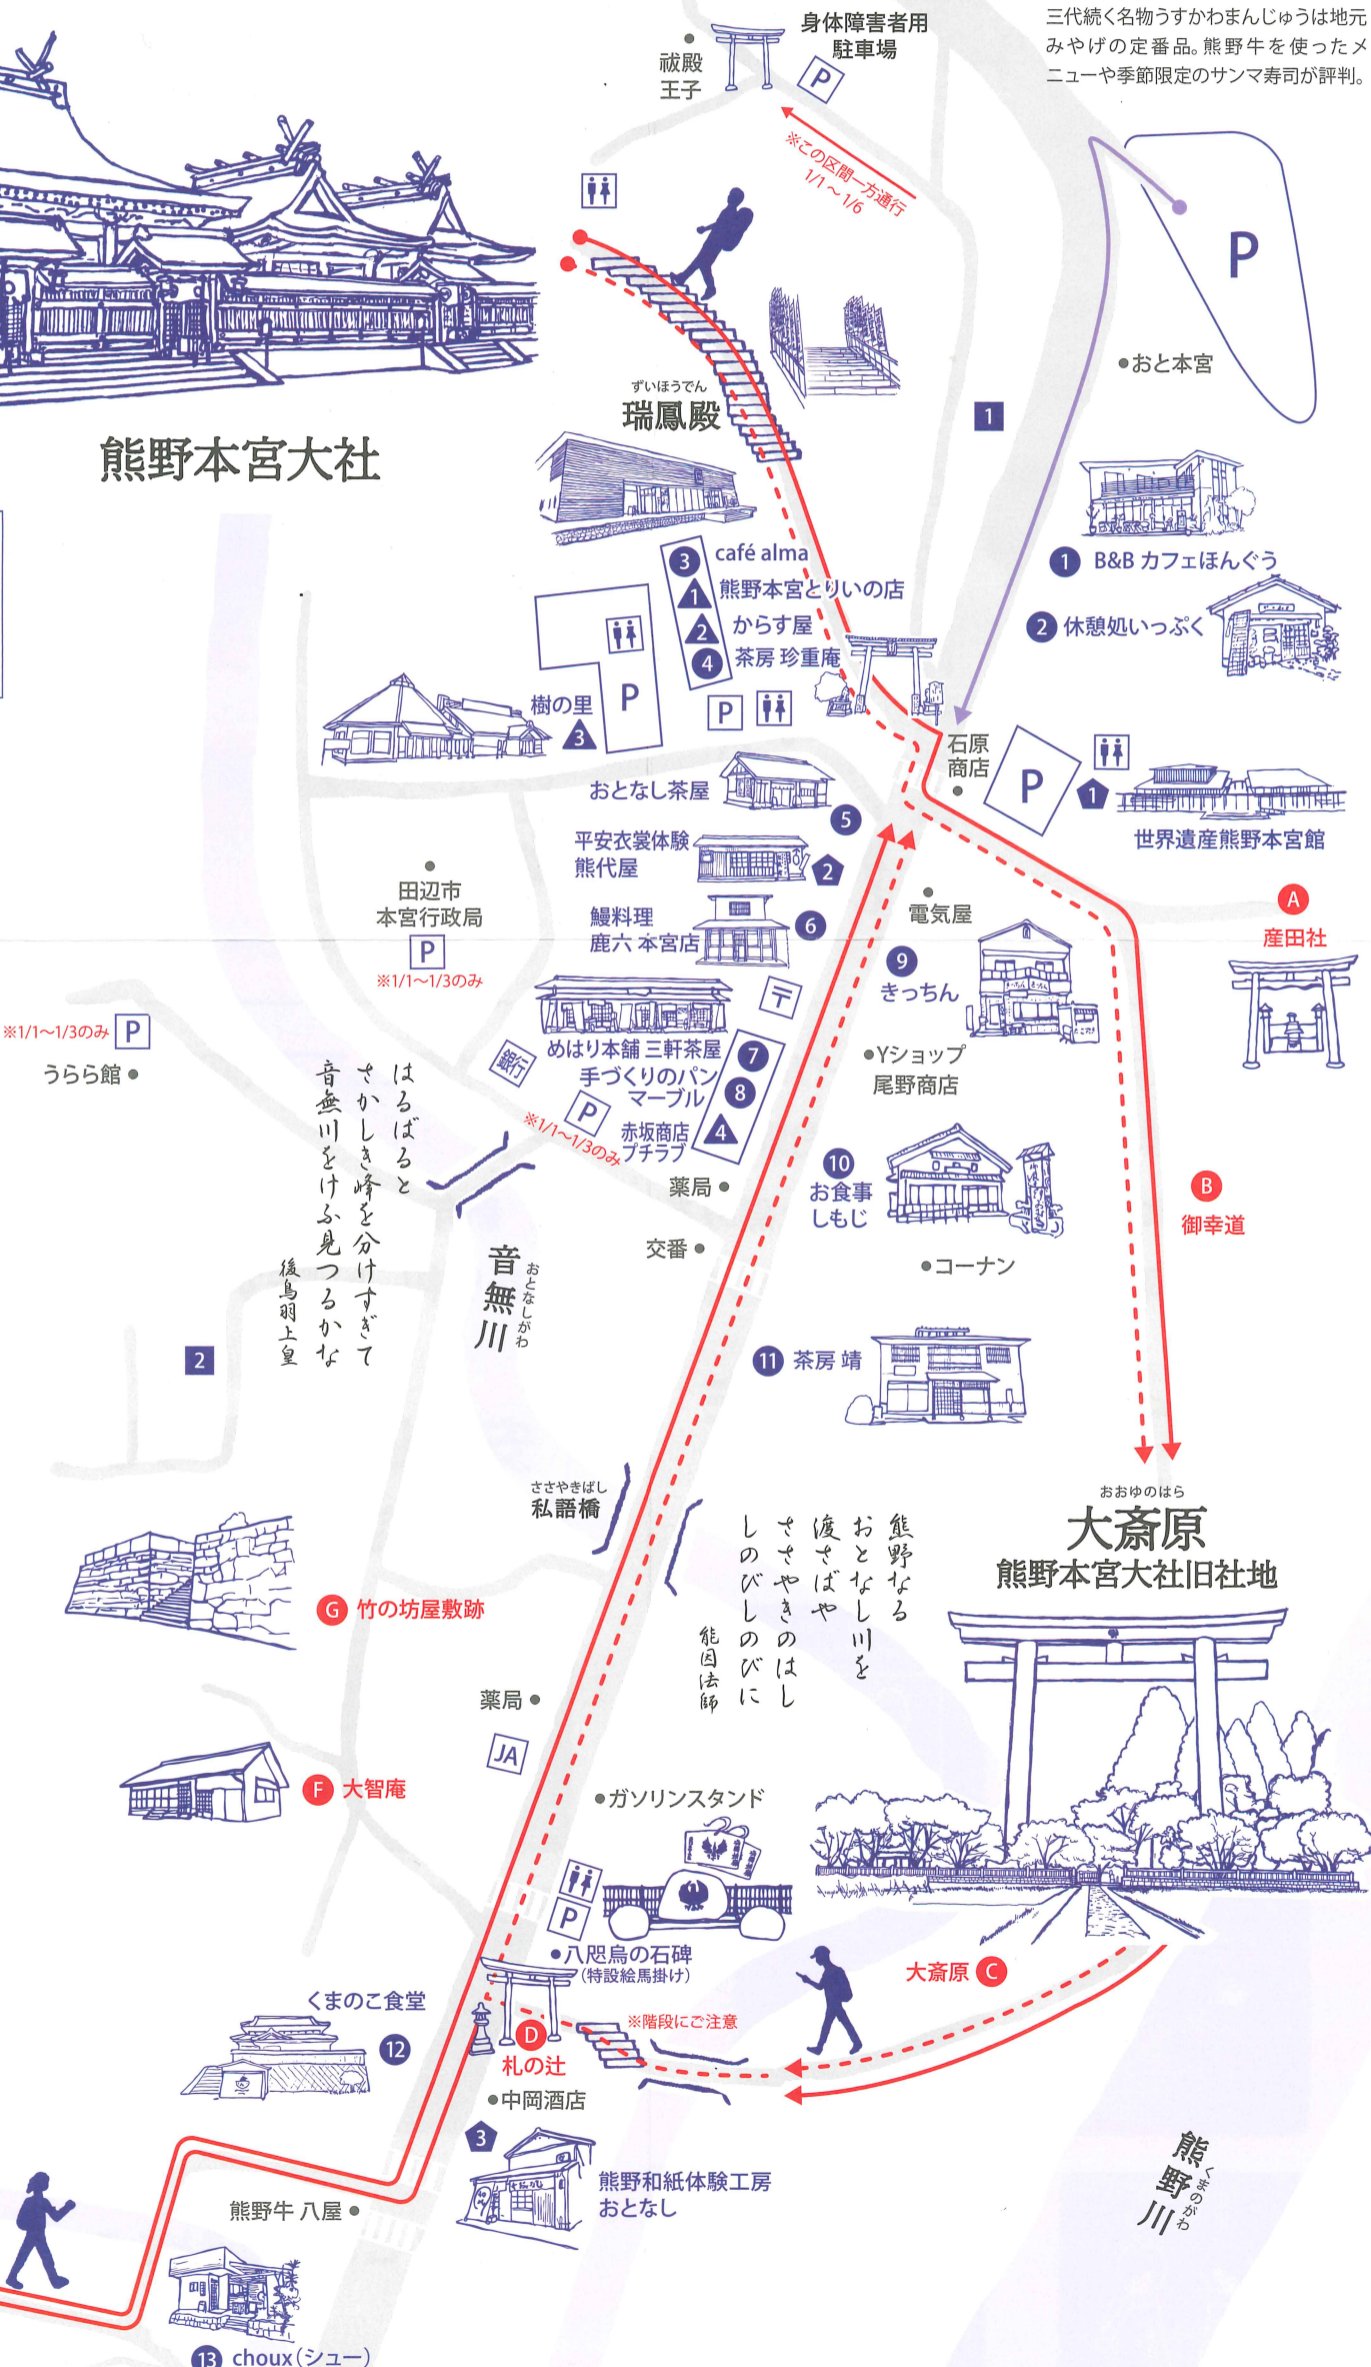 三代続く名物うすかわまんじゅうは地元
みやげの定番品。熊野牛を使ったメ
ニューや季節限定のサンマ寿司が評判。
身体障害者用
駐車場
P
祓殿
王子
※この区間一方通行
1/1～1/6
P
おと本宮
熊野本宮大社
ずいほうでん
瑞鳳殿
1
3 café alma
1 熊野本宮とりいの店
2 からす屋
4 茶房 珍重庵
1 B&B カフェほんぐう
2 休憩処いっぷく
P
樹の里
3
P
石原
商店
P
1
世界遺産熊野本宮館
おとなし茶屋
5
平安衣裳体験
熊代屋
2
田辺市
本宮行政局
P
※1/1～1/3のみ
鰻料理
鹿六 本宮店
6
電気屋
A
産田社
9
きっちん
※1/1～1/3のみ P
うらら館
〒
めはり本舗 三軒茶屋 7
手づくりのパン
マーブル 8
赤坂商店
プチラブ 4
銀行
P
※1/1～1/3のみ
Yショップ
尾野商店
薬局
交番
10
お食事
しもじ
B
御幸道
コーナン
はるばると
さかしき峰を分けすぎて
音無川をけふ見つるかな
後鳥羽上皇
おとなしがわ
音無川
2
11 茶房 靖
ささやきばし
私語橋
おおゆのはら
大斎原
熊野本宮大社旧社地
熊野なる
おとなし川を
渡さばや
ささやきのはし
しのびしのびに
能因法師
G 竹の坊屋敷跡
薬局
JA
F 大智庵
ガソリンスタンド
P
八咫烏の石碑
(特設絵馬掛け)
大斎原 C
くまのこ食堂
12
※階段にご注意
D
札の辻
中岡酒店
3
熊野和紙体験工房
おとなし
くまのがわ
熊野川
熊野牛 八屋
13 choux(シュー)